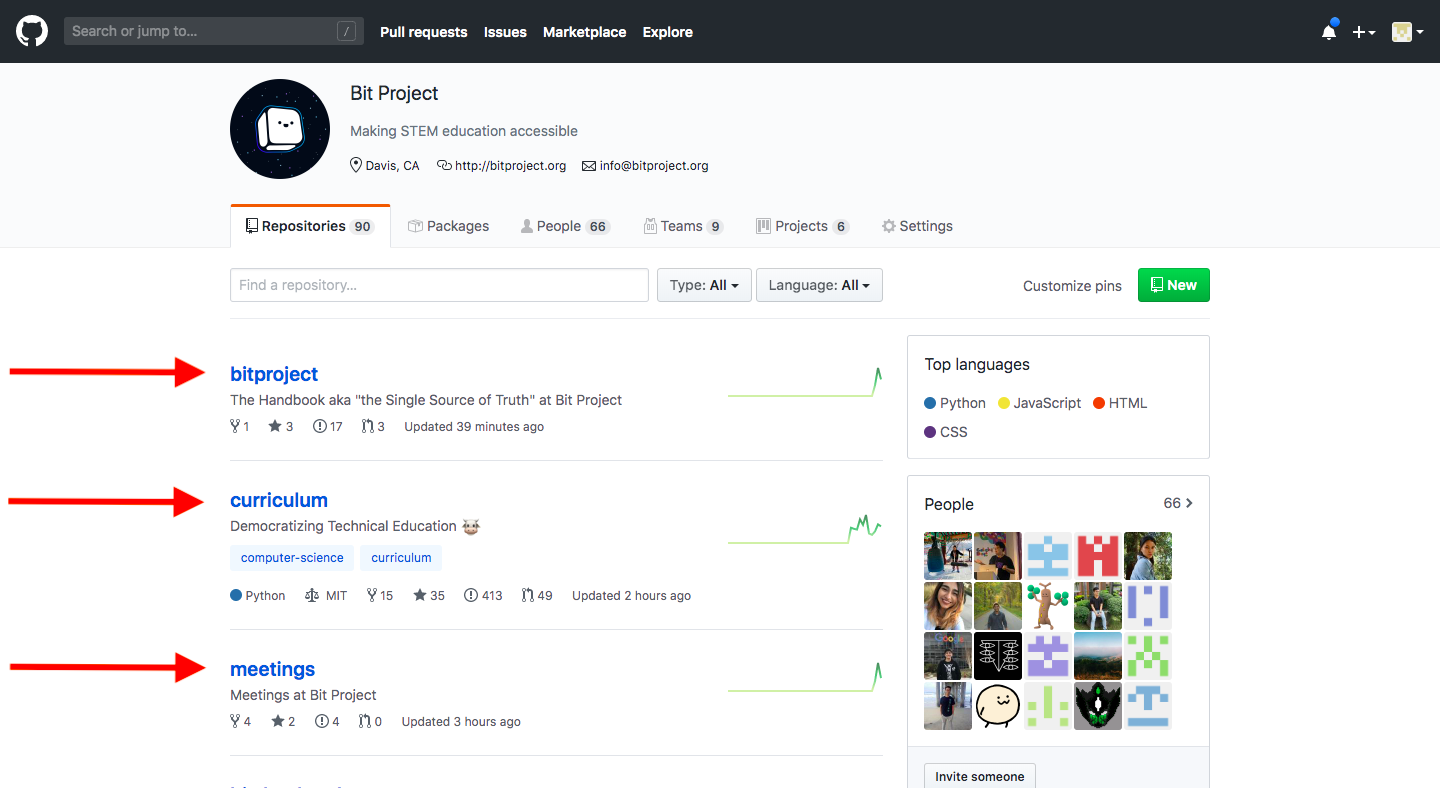 Search or jump to... /
Pull requests Issues Marketplace Explore
Bit Project
Making STEM education accessible
Davis, CA http://bitproject.org info@bitproject.org
Repositories 90 Packages People 66 Teams 9 Projects 6 Settings
Find a repository... Type: All Language: All Customize pins New
bitproject
The Handbook aka "the Single Source of Truth" at Bit Project
1 3 17 3 Updated 39 minutes ago
curriculum
Democratizing Technical Education
computer-science curriculum
Python MIT 15 35 413 49 Updated 2 hours ago
meetings
Meetings at Bit Project
4 2 4 0 Updated 3 hours ago
Top languages
Python JavaScript HTML
CSS
People 66
Google
Invite someone